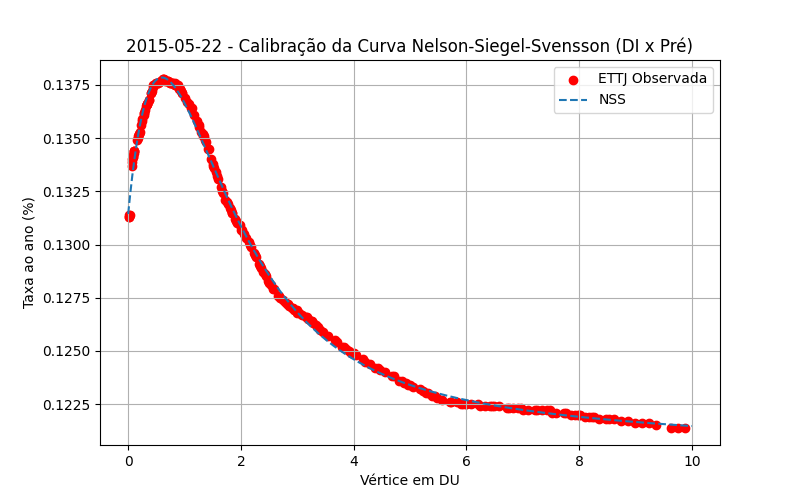 2015-05-22 - Calibração da Curva Nelson-Siegel-Svensson (DI x Pré)
ETTJ Observada
NSS
Taxa ao ano (%)
0.1375
0.1350
0.1325
0.1300
0.1275
0.1250
0.1225
0 2 4 6 8 10
Vértice em DU